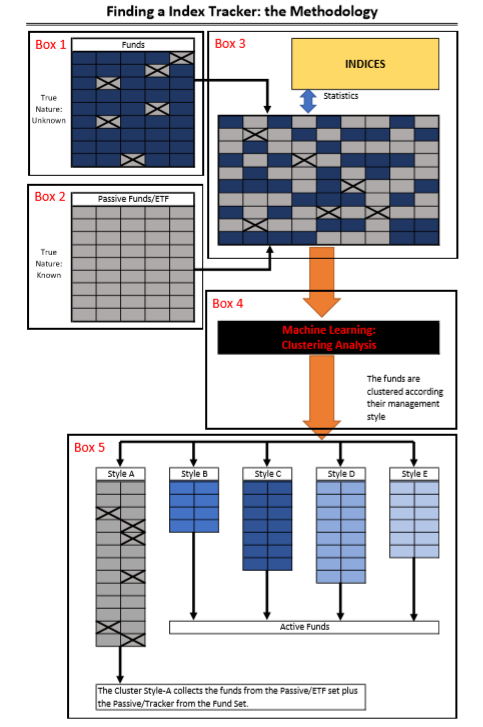 Finding a Index Tracker: the Methodology
Box 1
Funds
True
Nature:
Unknown
Box 2
Passive Funds/ETF
True
Nature:
Known
Box 3
INDICES
Statistics
Box 4
Machine Learning:
Clustering Analysis
The funds are
clustered according
their management
style
Box 5
Style A
Style B
Style C
Style D
Style E
Active Funds
The Cluster Style-A collects the funds from the Passive/ETF set plus
the Passive/Tracker from the Fund Set.